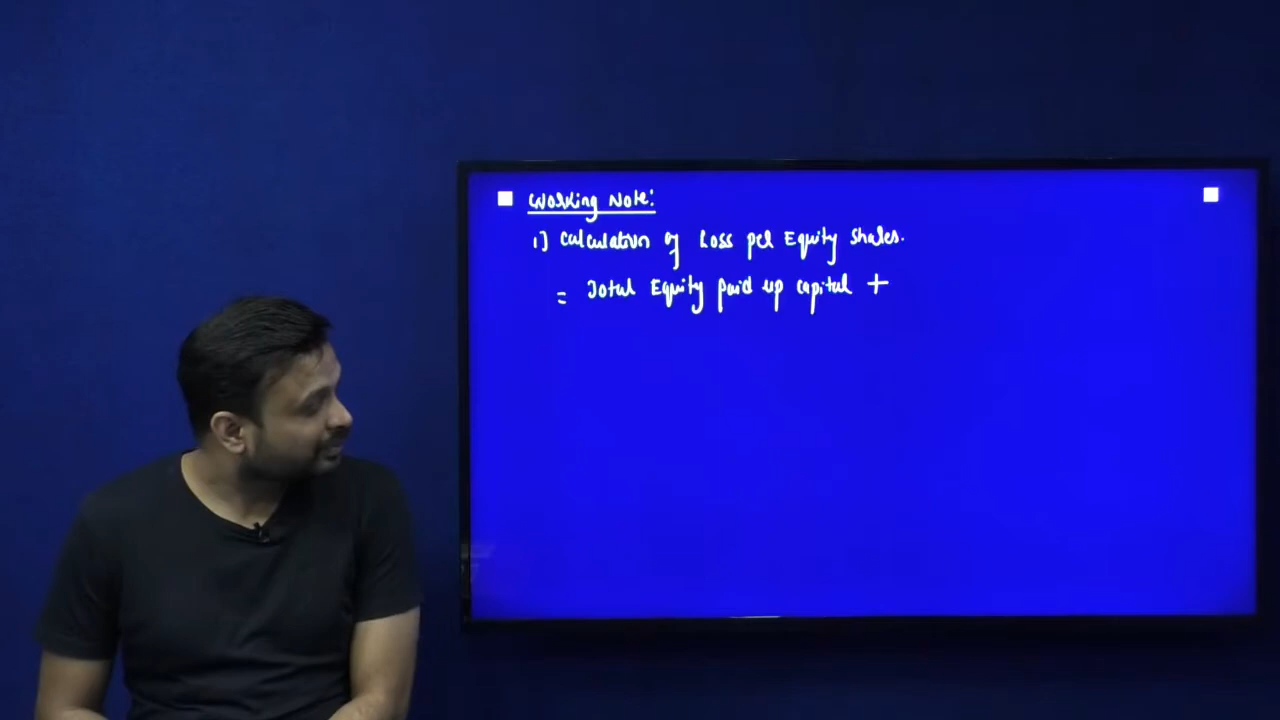 Working Note:
1] Calculation of Loss per Equity Shares.
= Total Equity paid up capital +